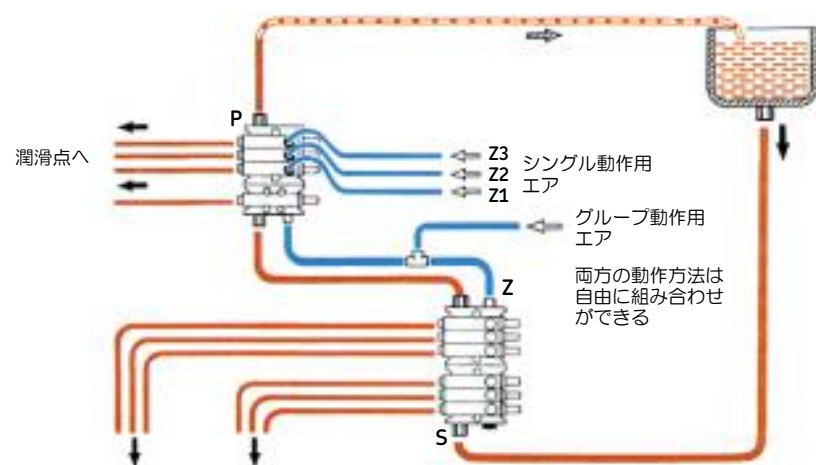 P
潤滑点へ
Z3
Z2
Z1
シングル動作用
エア
グループ動作用
エア
Z
両方の動作方法は
自由に組み合わせ
ができる
S